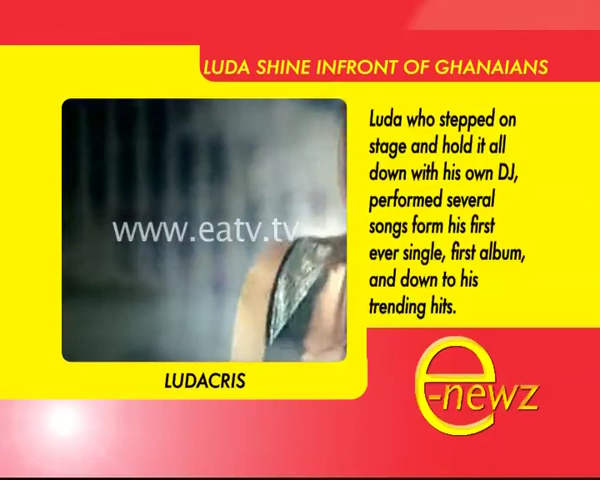 LUDA SHINE INFRONT OF GHANAIANS
Luda who stepped on
stage and hold it all
down with his own DJ,
performed several
songs form his first
ever single, first album,
and down to his
trending hits.
www.eatv.tv
LUDACRIS
e-newz